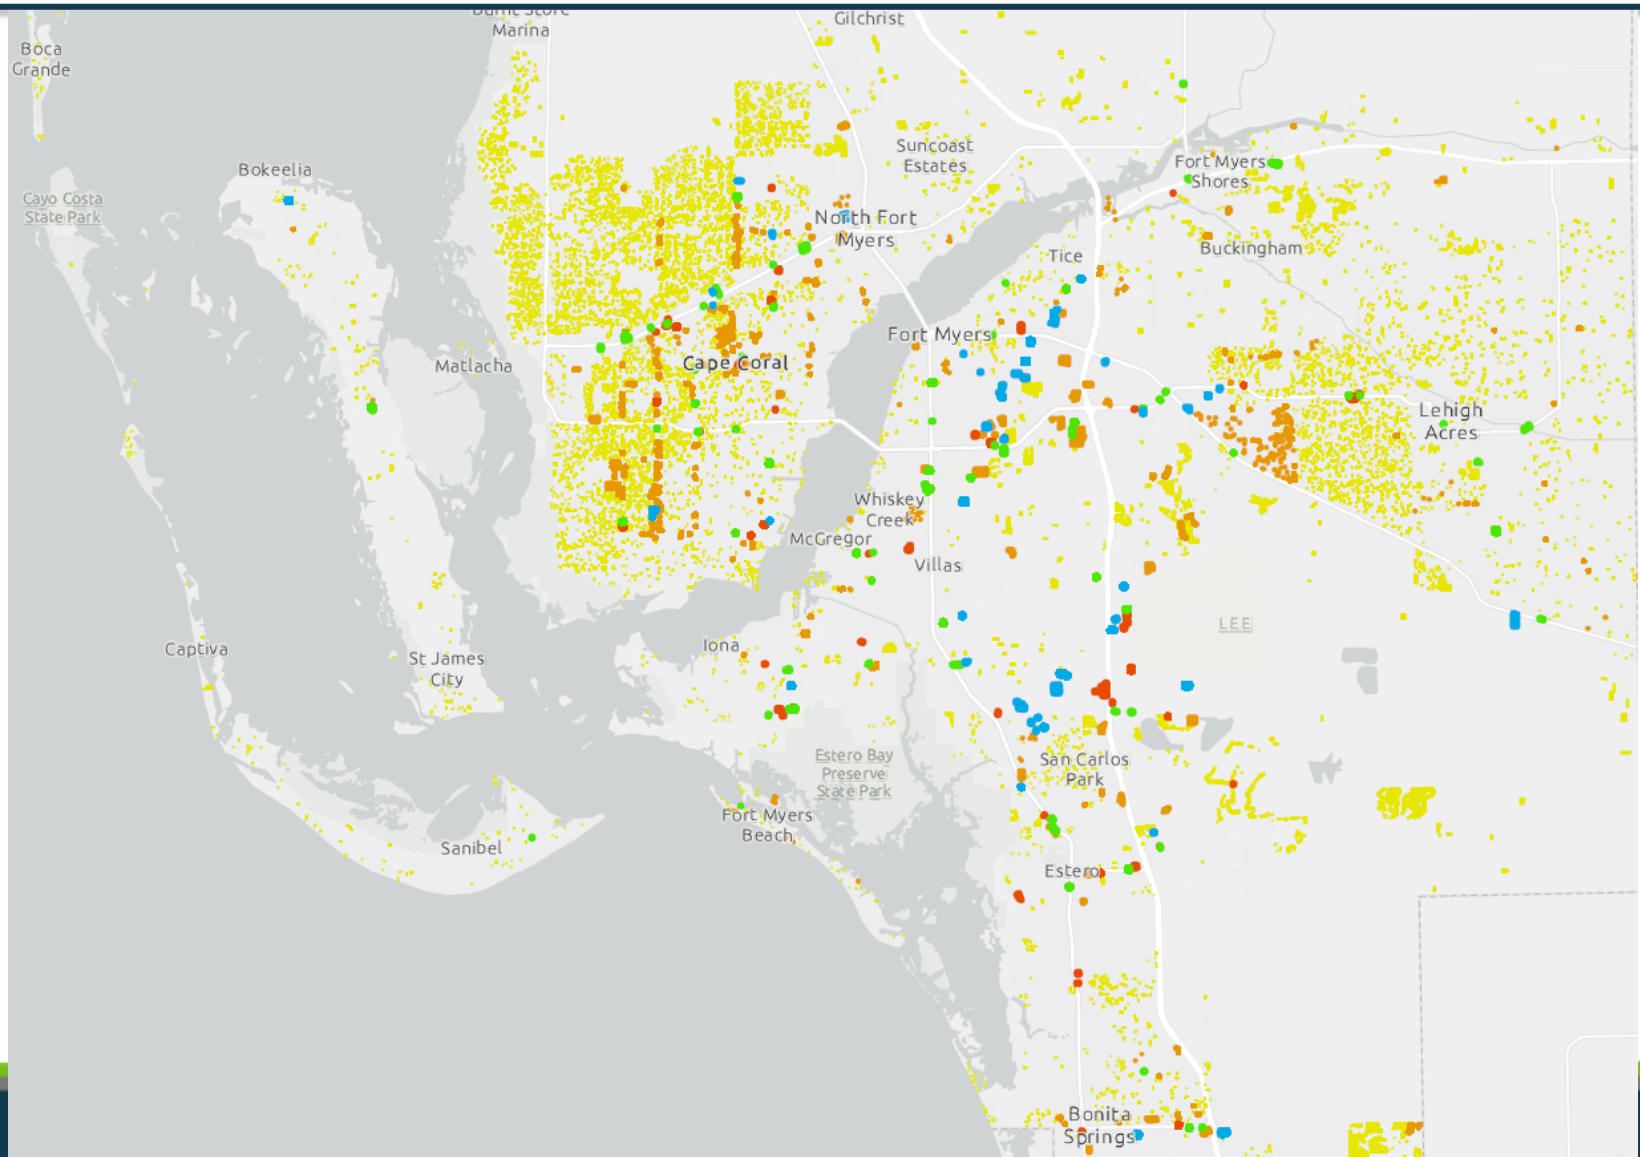 Burnt Store
Marina
Gilchrist
Boca
Grande
Suncoast
Estates
Fort Myers
Shores
Bokeelia
Cayo Costa
State Park
North Fort
Myers
Buckingham
Tice
Fort Myers
Cape Coral
Matlacha
Lehigh
Acres
Whiskey
Creek
McGregor
Villas
LEE
Iona
Captiva
St James
City
Estero Bay
Preserve
State Park
San Carlos
Park
Fort Myers
Beach
Sanibel
Estero
Bonita
Springs